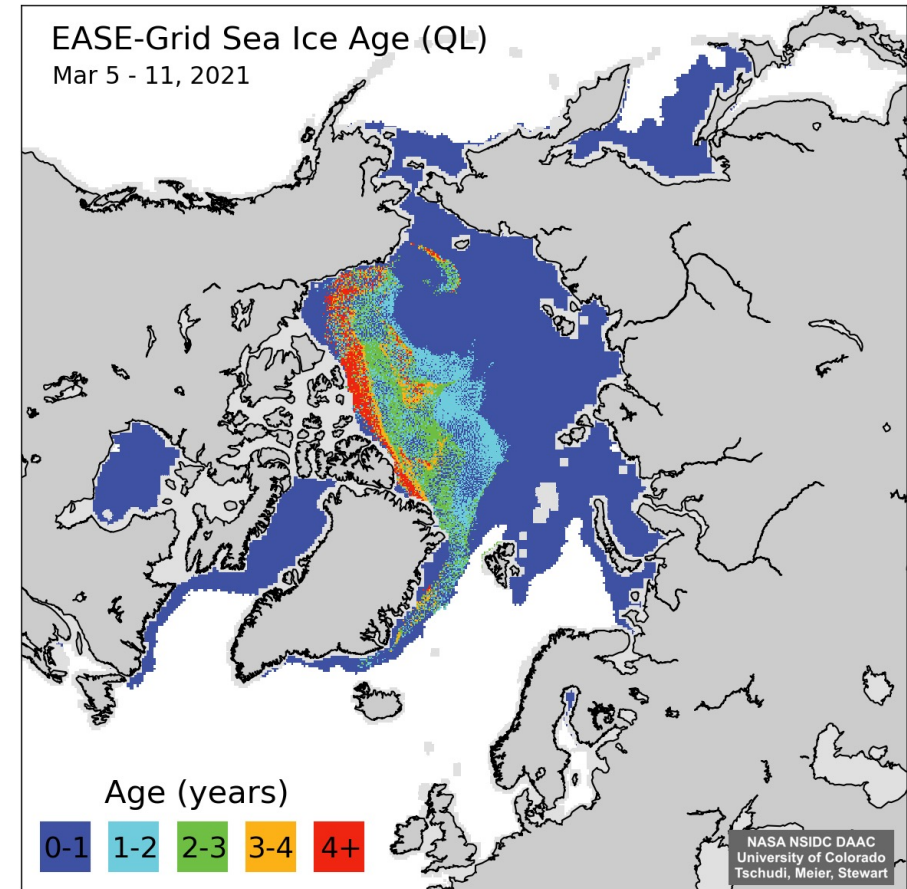 EASE-Grid Sea Ice Age (QL)
Mar 5 - 11, 2021
Age (years)
0-1 1-2 2-3 3-4 4+
NASA NSIDC DAAC
University of Colorado
Tschudi, Meier, Stewart